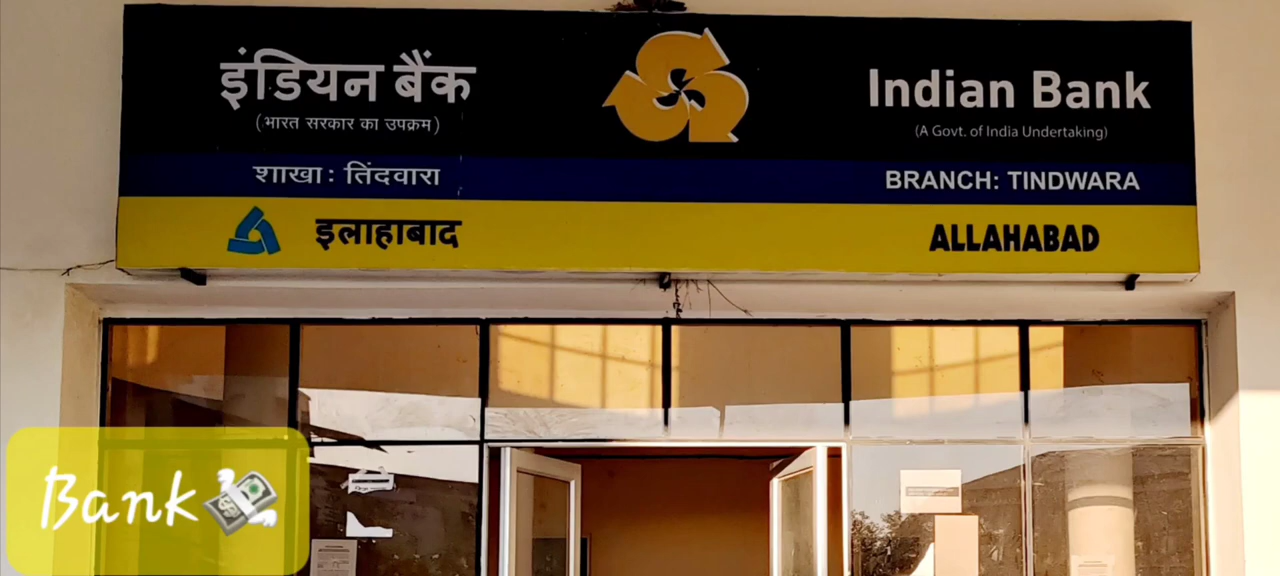 इंडियन बैंक
(भारत सरकार का उपक्रम)
शाखा: तिंदवारा
इलाहाबाद
Indian Bank
(A Govt. of India Undertaking)
BRANCH: TINDWARA
ALLAHABAD
Bank